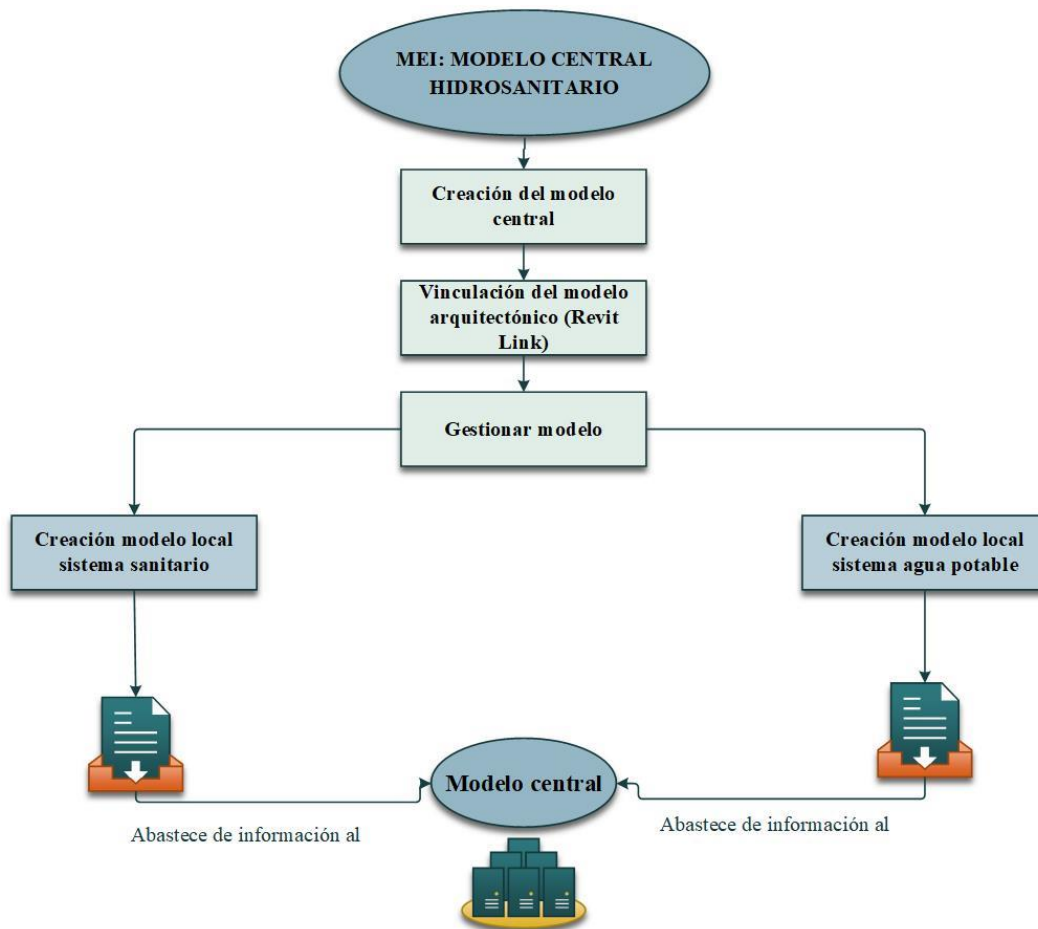 MEI: MODELO CENTRAL
HIDROSANITARIO
Creación del modelo
central
Vinculación del modelo
arquitectónico (Revit
Link)
Gestionar modelo
Creación modelo local
sistema sanitario
Creación modelo local
sistema agua potable
Modelo central
Abastece de información al
Abastece de información al